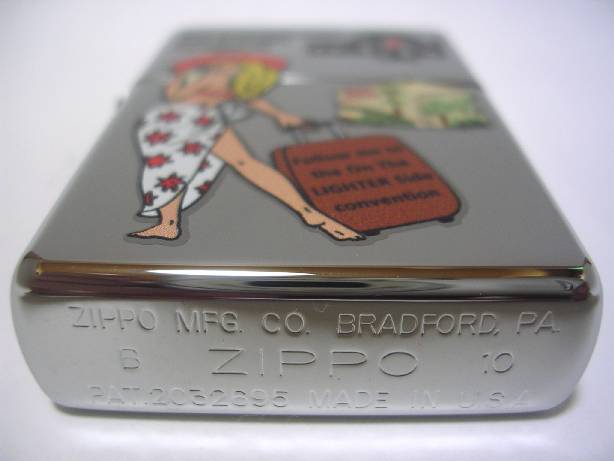 Follow me to
the On The
LIGHTER Side
convention
ZIPPO MFG. CO. BRADFORD, PA.
B ZIPPO 10
PAT.2032695 MADE IN U.S.A.